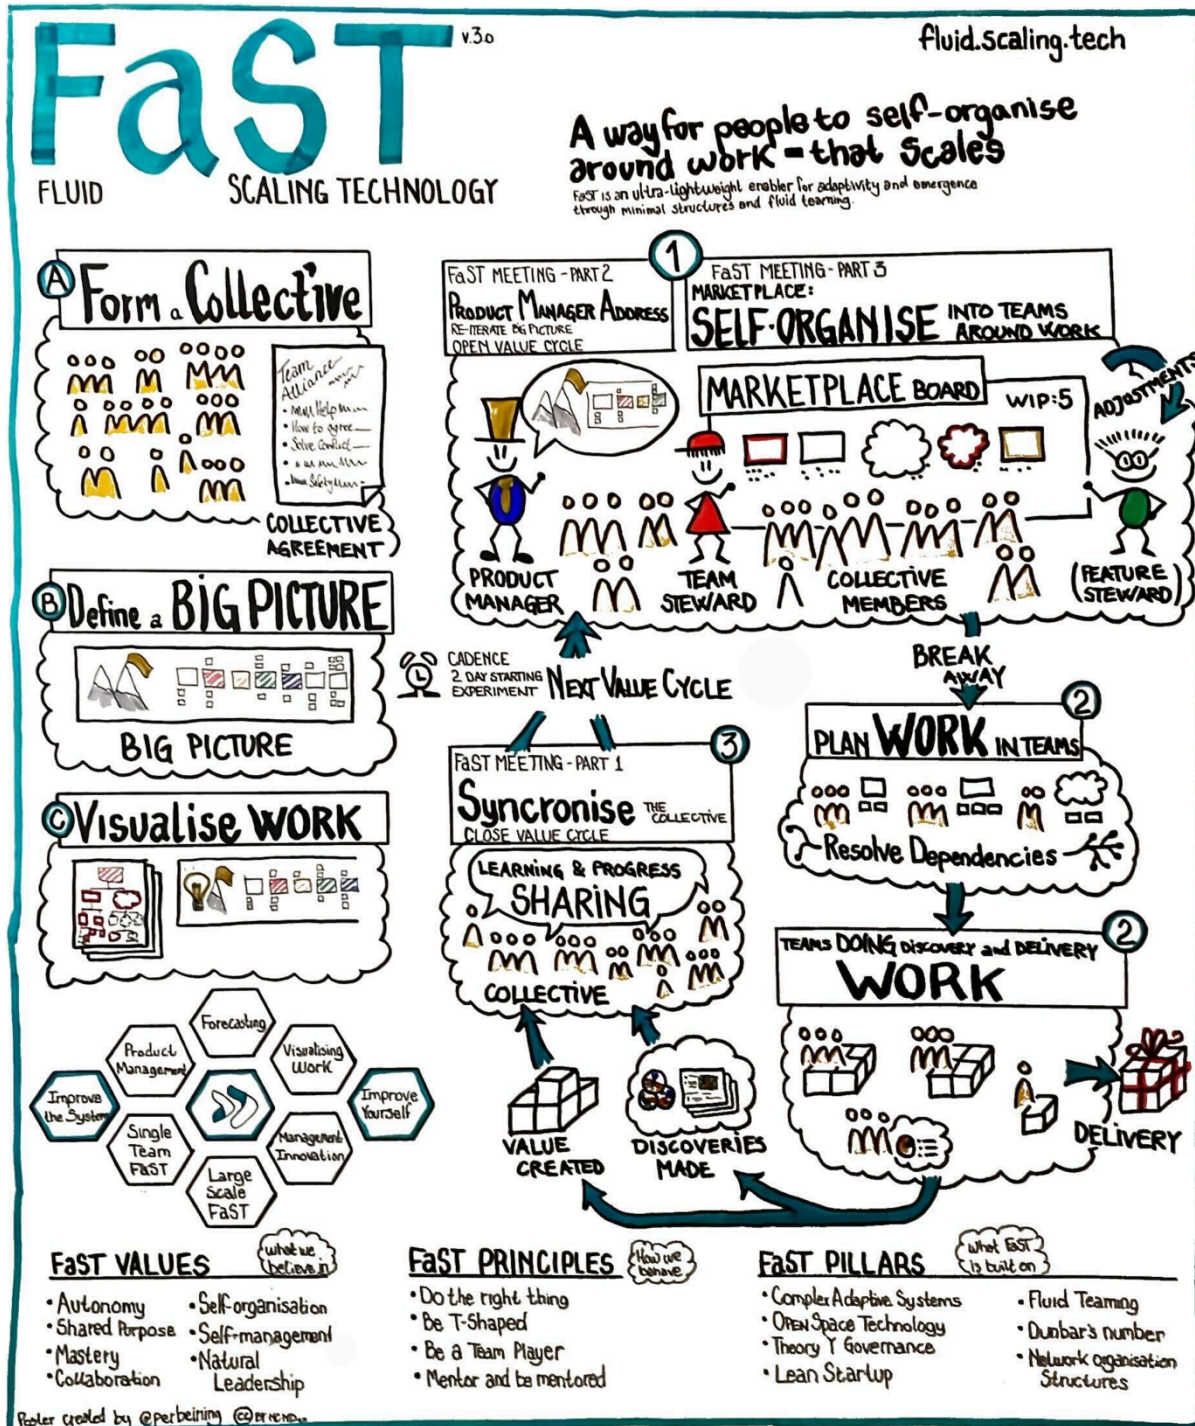 FaST
v.3.0
fluid.scaling.tech
FLUID SCALING TECHNOLOGY
A way for people to self-organise
around work - that scales
FaST is an ultra-lightweight enabler for adaptivity and emergence
through minimal structures and fluid teaming.
A
Form a Collective
Team
Alliance
Help
How to agree
Solve Conflict
Safety
COLLECTIVE
AGREEMENT
B
Define a BIG PICTURE
BIG PICTURE
C
Visualise WORK
1
FaST MEETING - PART 2
PRODUCT MANAGER ADDRESS
RE-ITERATE BIG PICTURE
OPEN VALUE CYCLE
FaST MEETING - PART 3
MARKETPLACE:
SELF-ORGANISE INTO TEAMS
AROUND WORK
MARKETPLACE BOARD
WIP:5
ADJUSTMENTS
PRODUCT
MANAGER
TEAM
STEWARD
COLLECTIVE
MEMBERS
(FEATURE
STEWARD)
BREAK
AWAY
CADENCE
2 DAY STARTING
EXPERIMENT
NEXT VALUE CYCLE
2
PLAN WORK IN TEAMS
Resolve Dependencies
2
TEAMS DOING DISCOVERY and DELIVERY
WORK
DELIVERY
3
FaST MEETING - PART 1
Syncronise THE
COLLECTIVE
CLOSE VALUE CYCLE
LEARNING & PROGRESS
SHARING
COLLECTIVE
VALUE
CREATED
DISCOVERIES
MADE
Forecasting
Product
Management
Visualising
Work
Improve
the System
Improve
Yourself
Single
Team
FaST
Management
Innovation
Large
Scale
FaST
FaST VALUES
what we
believe in
• Autonomy
• Shared Purpose
• Mastery
• Collaboration
• Self-organisation
• Self-management
• Natural
Leadership
FaST PRINCIPLES
How we
behave
• Do the right thing
• Be T-Shaped
• Be a Team Player
• Mentor and be mentored
FaST PILLARS
What FaST
is built on
• Complex Adaptive Systems
• OPEN Space Technology
• Theory Y Governance
• Lean Startup
• Fluid Teaming
• Dunbar's number
• Network organisation
Structures
Poster created by @perbeining